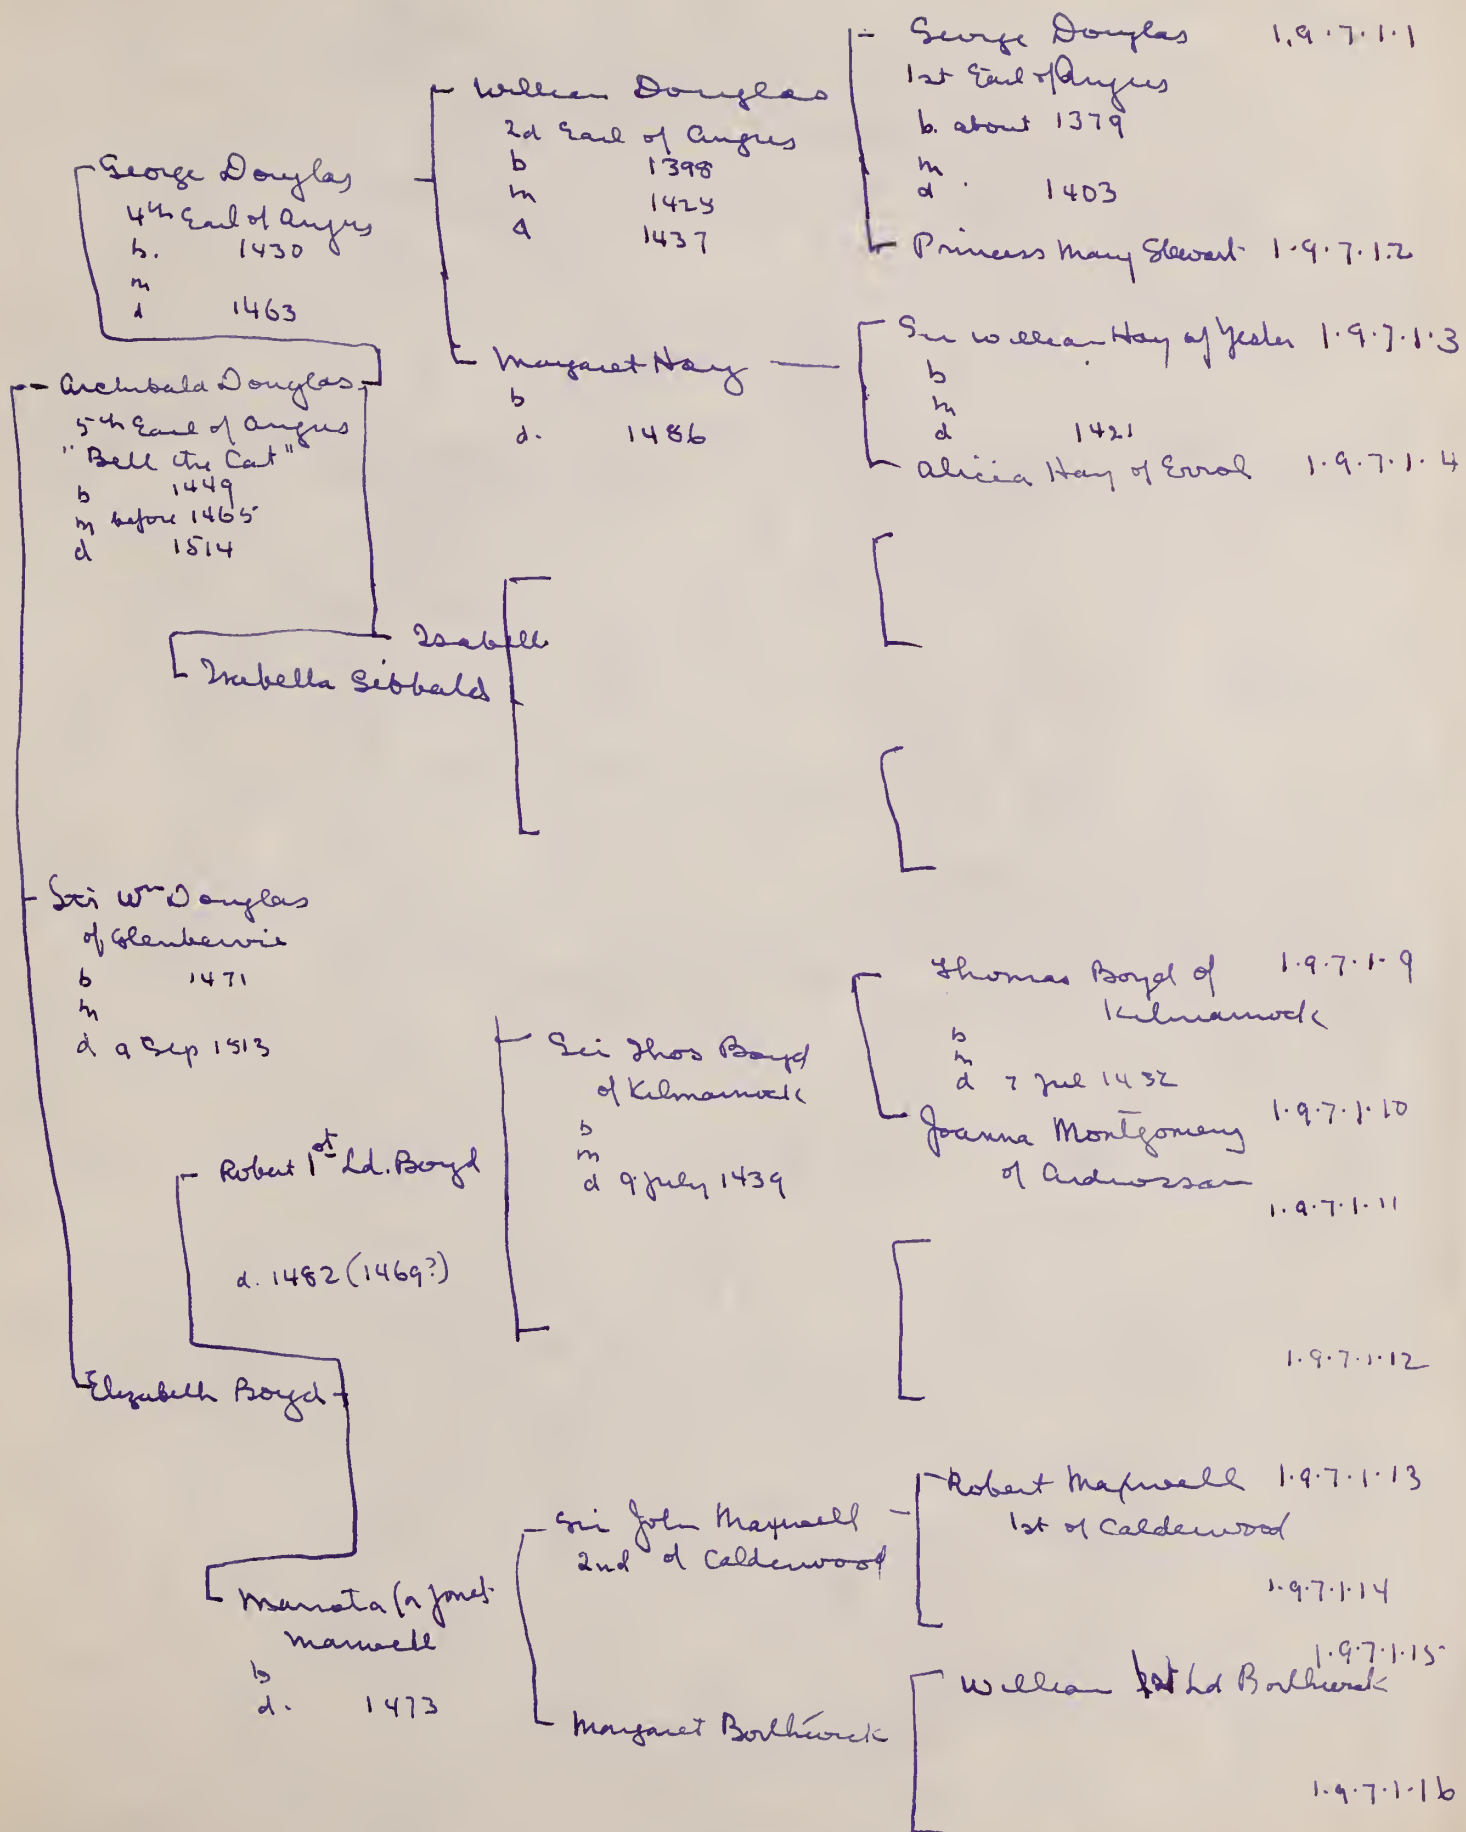 George Douglas 1.9.7.1.1
1st Earl of Angus
b. about 1379
m
d. 1403
Princess Mary Stewart 1.9.7.1.2
William Douglas
2d Earl of Angus
b 1398
m 1425
d 1437
George Douglas
4th Earl of Angus
b. 1430
m
d 1463
Sir William Hay of Yester 1.9.7.1.3
b
m
d 1421
Alicia Hay of Errol 1.9.7.1.4
Margaret Hay
b
d. 1486
Archibald Douglas
5th Earl of Angus
"Bell the Cat"
b 1449
m before 1465
d 1514
Isabell
Isabella Sibbald
Sir Wm Douglas
of Glenbervie
b 1471
m
d 9 Sep 1513
Thomas Boyd of 1.9.7.1.9
Kilmarnock
b
m
d 7 Jul 1432
Joanna Montgomery 1.9.7.1.10
of Ardrossan
1.9.7.1.11
Sir Thos Boyd
of Kilmarnock
b
m
d 9 July 1439
Robert 1st Ld. Boyd
d. 1482 (1469?)
1.9.7.1.12
Elizabeth Boyd
Robert Maxwell 1.9.7.1.13
1st of Calderwood
1.9.7.1.14
Sir John Maxwell
2nd of Calderwood
Mariota (or Janet
Maxwell
b
d. 1473
1.9.7.1.15
William 1st Ld Borthwick
Margaret Borthwick
1.9.7.1.16